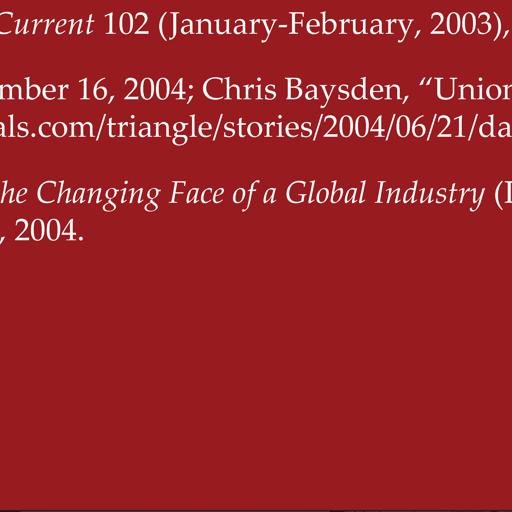 Current 102 (January-February, 2003),
mber 16, 2004; Chris Baysden, “Union
als.com/triangle/stories/2004/06/21/da
he Changing Face of a Global Industry (
, 2004.